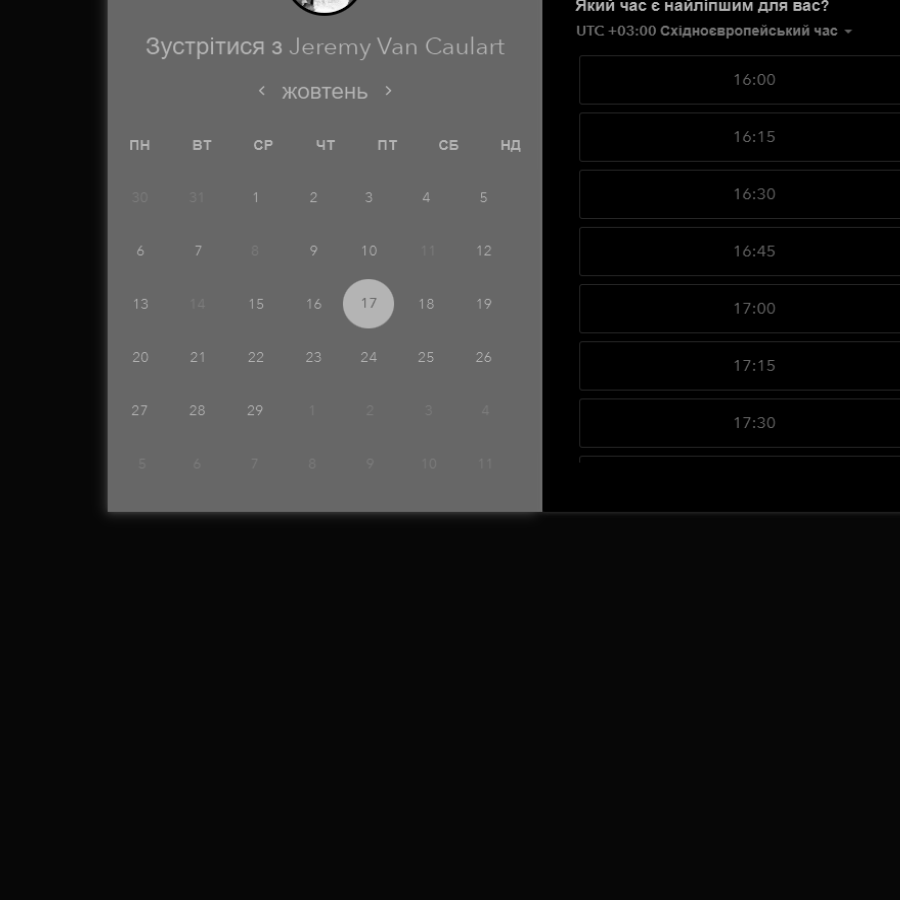 Зустрітися з Jeremy Van Caulart
жовтень
ПН ВТ СР ЧТ ПТ СБ НД
30 31 1 2 3 4 5
6 7 8 9 10 11 12
13 14 15 16 17 18 19
20 21 22 23 24 25 26
27 28 29 1 2 3 4
5 6 7 8 9 10 11
Який час є найліпшим для вас?
UTC +03:00 Східноєвропейський час
16:00
16:15
16:30
16:45
17:00
17:15
17:30